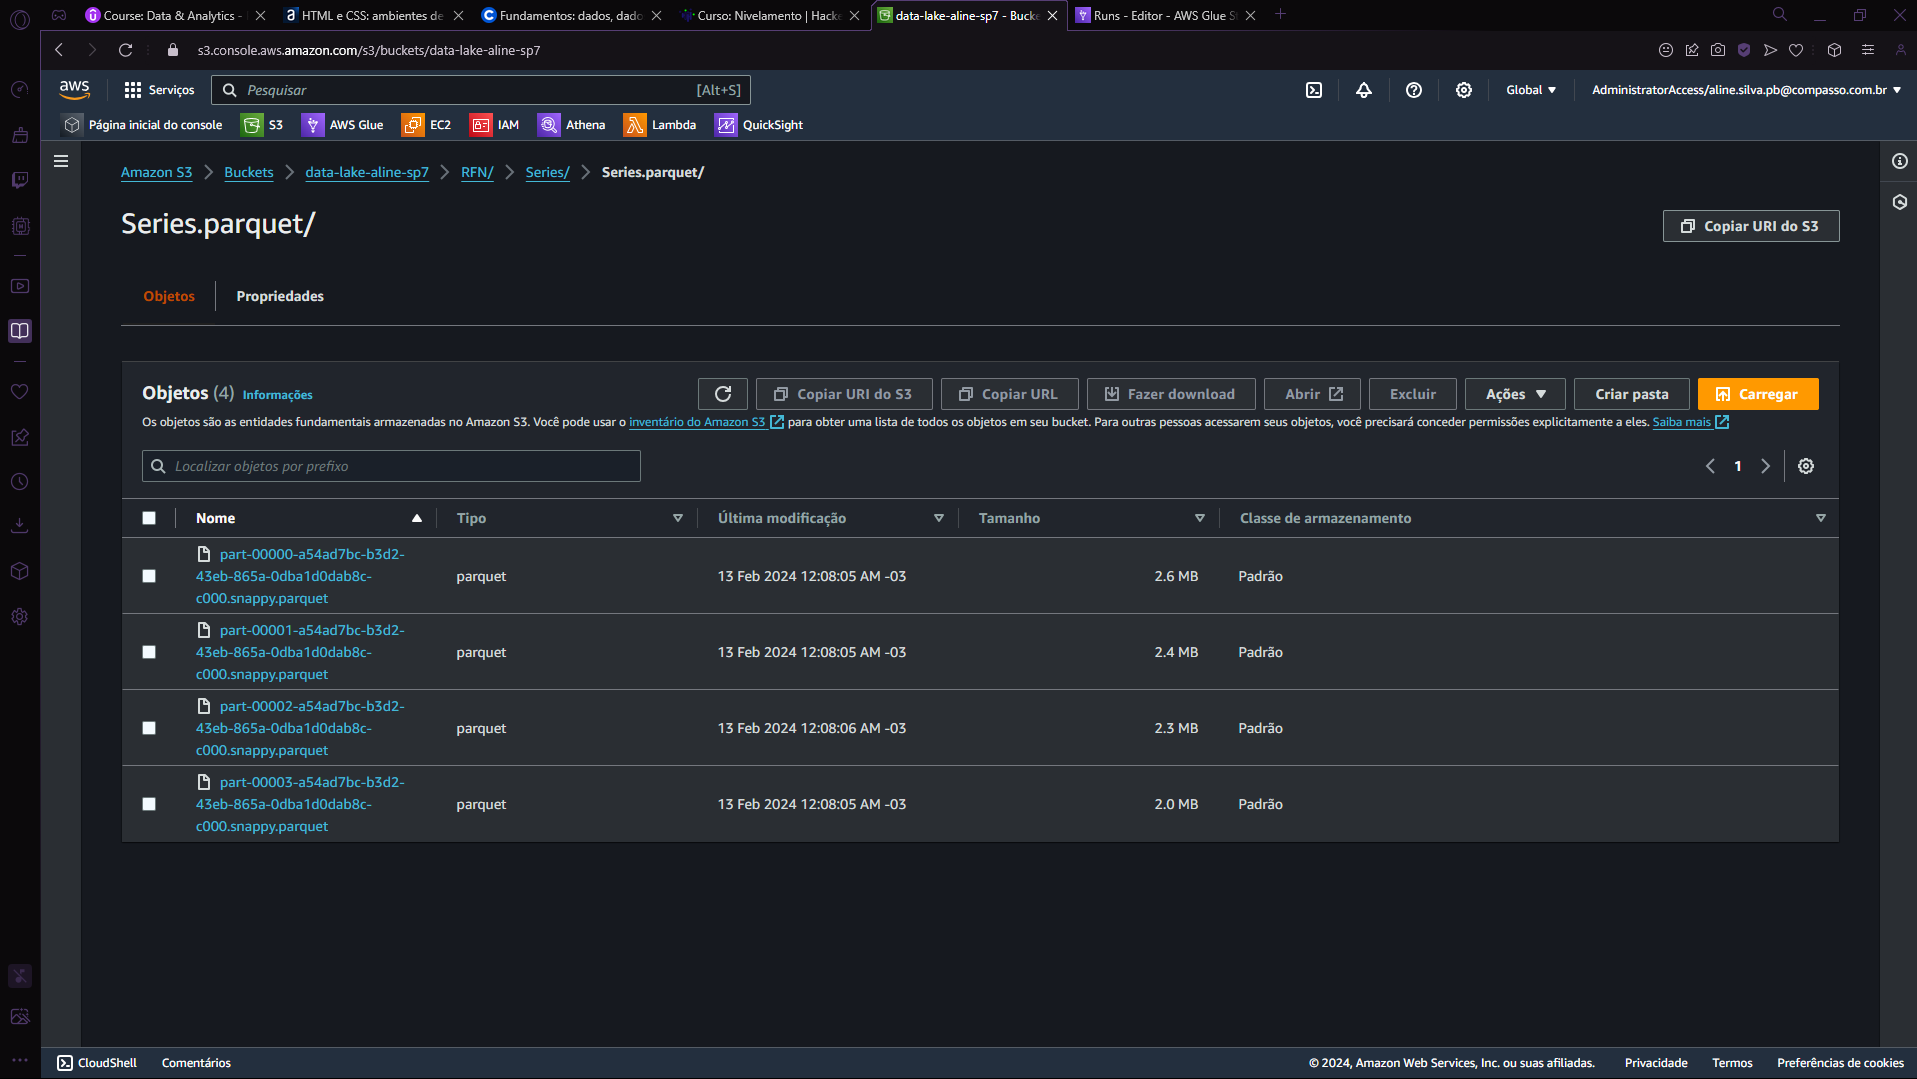 Course: Data & Analytics -
HTML e CSS: ambientes de
Fundamentos: dados, dado
Curso: Nivelamento | Hacke
data-lake-aline-sp7 - Bucke
Runs - Editor - AWS Glue S
s3.console.aws.amazon.com/s3/buckets/data-lake-aline-sp7
aws
Serviços
Pesquisar
[Alt+S]
Global
AdministratorAccess/aline.silva.pb@compasso.com.br
Página inicial do console
S3
AWS Glue
EC2
IAM
Athena
Lambda
QuickSight
Amazon S3
Buckets
data-lake-aline-sp7
RFN/
Series/
Series.parquet/
Series.parquet/
Copiar URI do S3
Objetos
Propriedades
Objetos (4) Informações
Copiar URI do S3
Copiar URL
Fazer download
Abrir
Excluir
Ações
Criar pasta
Carregar
Os objetos são as entidades fundamentais armazenadas no Amazon S3. Você pode usar o inventário do Amazon S3 para obter uma lista de todos os objetos em seu bucket. Para outras pessoas acessarem seus objetos, você precisará conceder permissões explicitamente a eles. Saiba mais
Localizar objetos por prefixo
1
Nome
Tipo
Última modificação
Tamanho
Classe de armazenamento
part-00000-a54ad7bc-b3d2-
43eb-865a-0dba1d0dab8c-
c000.snappy.parquet
parquet
13 Feb 2024 12:08:05 AM -03
2.6 MB
Padrão
part-00001-a54ad7bc-b3d2-
43eb-865a-0dba1d0dab8c-
c000.snappy.parquet
parquet
13 Feb 2024 12:08:05 AM -03
2.4 MB
Padrão
part-00002-a54ad7bc-b3d2-
43eb-865a-0dba1d0dab8c-
c000.snappy.parquet
parquet
13 Feb 2024 12:08:06 AM -03
2.3 MB
Padrão
part-00003-a54ad7bc-b3d2-
43eb-865a-0dba1d0dab8c-
c000.snappy.parquet
parquet
13 Feb 2024 12:08:05 AM -03
2.0 MB
Padrão
CloudShell
Comentários
© 2024, Amazon Web Services, Inc. ou suas afiliadas.
Privacidade
Termos
Preferências de cookies